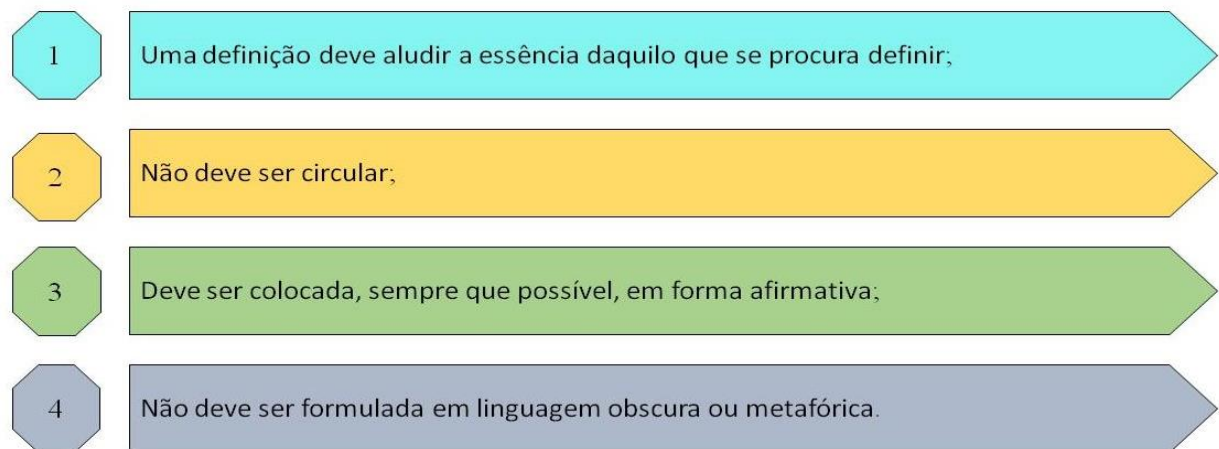 1 Uma definição deve aludir a essência daquilo que se procura definir;
2 Não deve ser circular;
3 Deve ser colocada, sempre que possível, em forma afirmativa;
4 Não deve ser formulada em linguagem obscura ou metafórica.